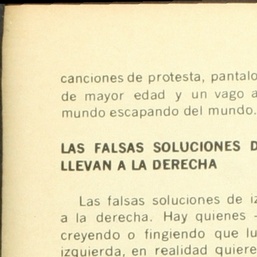 canciones de protesta, pantalo
de mayor edad y un vago a
mundo escapando del mundo.
LAS FALSAS SOLUCIONES D
LLEVAN A LA DERECHA
Las falsas soluciones de iz
a la derecha. Hay quienes -
creyendo o fingiendo que lu
izquierda, en realidad quiere